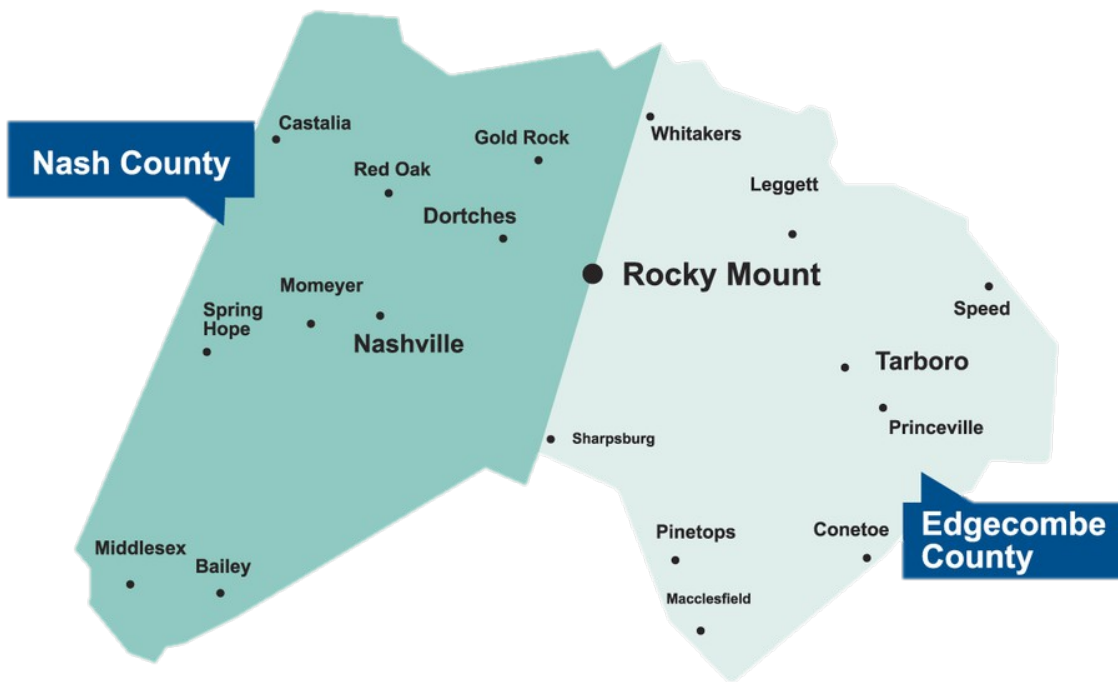 Castalia
Gold Rock
Whitakers
Nash County
Red Oak
Leggett
Dortches
Rocky Mount
Momeyer
Speed
Spring
Hope
Nashville
Tarboro
Princeville
Sharpsburg
Edgecombe
County
Pinetops
Conetoe
Middlesex
Bailey
Macclesfield